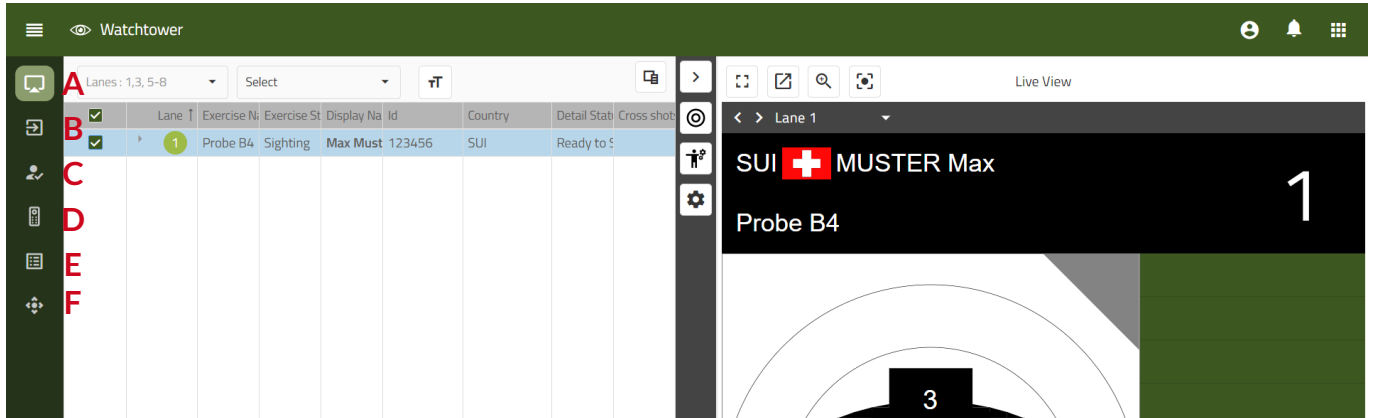 Watchtower
A
Lanes : 1,3, 5-8
Select
TT
Live View
B
Lane ↑ Exercise Na Exercise St Display Na Id Country Detail Stat Cross shot
1 Probe B4 Sighting Max Must 123456 SUI Ready to S
C
D
E
F
< > Lane 1
SUI MUSTER Max
1
Probe B4
3